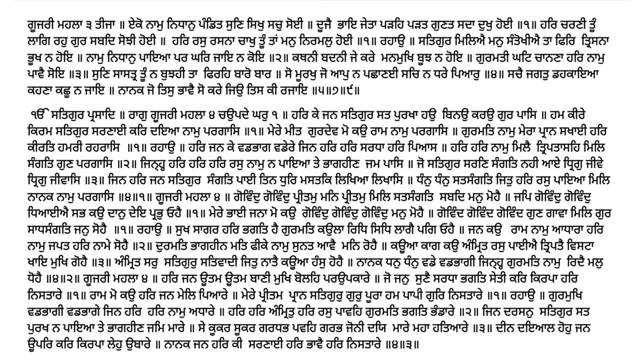 ਗੂਜਰੀ ਮਹਲਾ ੩ ਤੀਜਾ ॥ ਏਕੋ ਨਾਮੁ ਨਿਧਾਨੁ ਪੰਡਿਤ ਸੁਣਿ ਸਿਖੁ ਸਚੁ ਸੋਈ ॥ ਦੂਜੈ ਭਾਇ ਜੇਤਾ ਪੜਹਿ ਪੜਤ ਗੁਣਤ ਸਦਾ ਦੁਖੁ ਹੋਈ ॥੧॥ ਹਰਿ ਚਰਣੀ ਤੂੰ
ਲਾਗਿ ਰਹੁ ਗੁਰ ਸਬਦਿ ਸੋਝੀ ਹੋਈ ॥ ਹਰਿ ਰਸੁ ਰਸਨਾ ਚਾਖੁ ਤੂੰ ਤਾਂ ਮਨੁ ਨਿਰਮਲੁ ਹੋਈ ॥੧॥ ਰਹਾਉ ॥ ਸਤਿਗੁਰ ਮਿਲਿਐ ਮਨੁ ਸੰਤੋਖੀਐ ਤਾ ਫਿਰਿ ਤ੍ਰਿਸਨਾ
ਭੂਖ ਨ ਹੋਇ ॥ ਨਾਮੁ ਨਿਧਾਨੁ ਪਾਇਆ ਪਰ ਘਰਿ ਜਾਇ ਨ ਕੋਇ ॥੨॥ ਕਥਨੀ ਬਦਨੀ ਜੇ ਕਰੇ ਮਨਮੁਖਿ ਬੂਝ ਨ ਹੋਇ ॥ ਗੁਰਮਤੀ ਘਟਿ ਚਾਨਣਾ ਹਰਿ ਨਾਮੁ
ਪਾਵੈ ਸੋਇ ॥੩॥ ਸੁਣਿ ਸਾਸਤ੍ਰ ਤੂੰ ਨ ਬੁਝਹੀ ਤਾ ਫਿਰਹਿ ਬਾਰੋ ਬਾਰ ॥ ਸੋ ਮੂਰਖੁ ਜੋ ਆਪੁ ਨ ਪਛਾਣਈ ਸਚਿ ਨ ਧਰੇ ਪਿਆਰੁ ॥੪॥ ਸਚੈ ਜਗਤੁ ਡਹਕਾਇਆ
ਕਹਣਾ ਕਛੂ ਨ ਜਾਇ ॥ ਨਾਨਕ ਜੋ ਤਿਸੁ ਭਾਵੈ ਸੋ ਕਰੇ ਜਿਉ ਤਿਸ ਕੀ ਰਜਾਇ ॥੫॥੭॥੯॥
ੴ ਸਤਿਗੁਰ ਪ੍ਰਸਾਦਿ ॥ ਰਾਗੁ ਗੂਜਰੀ ਮਹਲਾ ੪ ਚਉਪਦੇ ਘਰੁ ੧ ॥ ਹਰਿ ਕੇ ਜਨ ਸਤਿਗੁਰ ਸਤ ਪੁਰਖਾ ਹਉ ਬਿਨਉ ਕਰਉ ਗੁਰ ਪਾਸਿ ॥ ਹਮ ਕੀਰੇ
ਕਿਰਮ ਸਤਿਗੁਰ ਸਰਣਾਈ ਕਰਿ ਦਇਆ ਨਾਮੁ ਪਰਗਾਸਿ ॥੧॥ ਮੇਰੇ ਮੀਤ ਗੁਰਦੇਵ ਮੋ ਕਉ ਰਾਮ ਨਾਮੁ ਪਰਗਾਸਿ ॥ ਗੁਰਮਤਿ ਨਾਮੁ ਮੇਰਾ ਪ੍ਰਾਨ ਸਖਾਈ ਹਰਿ
ਕੀਰਤਿ ਹਮਰੀ ਰਹਰਾਸਿ ॥੧॥ ਰਹਾਉ ॥ ਹਰਿ ਜਨ ਕੇ ਵਡਭਾਗ ਵਡੇਰੇ ਜਿਨ ਹਰਿ ਹਰਿ ਸਰਧਾ ਹਰਿ ਪਿਆਸ ॥ ਹਰਿ ਹਰਿ ਨਾਮੁ ਮਿਲੈ ਤ੍ਰਿਪਤਾਸਹਿ ਮਿਲਿ
ਸੰਗਤਿ ਗੁਣ ਪਰਗਾਸਿ ॥੨॥ ਜਿਨ੍ਹ੍ਹ ਹਰਿ ਹਰਿ ਹਰਿ ਰਸੁ ਨਾਮੁ ਨ ਪਾਇਆ ਤੇ ਭਾਗਹੀਣ ਜਮ ਪਾਸਿ ॥ ਜੋ ਸਤਿਗੁਰ ਸਰਣਿ ਸੰਗਤਿ ਨਹੀ ਆਏ ਧ੍ਰਿਗੁ ਜੀਵੇ
ਧ੍ਰਿਗੁ ਜੀਵਾਸਿ ॥੩॥ ਜਿਨ ਹਰਿ ਜਨ ਸਤਿਗੁਰ ਸੰਗਤਿ ਪਾਈ ਤਿਨ ਧੁਰਿ ਮਸਤਕਿ ਲਿਖਿਆ ਲਿਖਾਸਿ ॥ ਧੰਨੁ ਧੰਨੁ ਸਤਸੰਗਤਿ ਜਿਤੁ ਹਰਿ ਰਸੁ ਪਾਇਆ ਮਿਲਿ
ਨਾਨਕ ਨਾਮੁ ਪਰਗਾਸਿ ॥੪॥੧॥ ਗੂਜਰੀ ਮਹਲਾ ੪ ॥ ਗੋਵਿੰਦੁ ਗੋਵਿੰਦੁ ਪ੍ਰੀਤਮੁ ਮਨਿ ਪ੍ਰੀਤਮੁ ਮਿਲਿ ਸਤਸੰਗਤਿ ਸਬਦਿ ਮਨੁ ਮੋਹੈ ॥ ਜਪਿ ਗੋਵਿੰਦੁ ਗੋਵਿੰਦੁ
ਧਿਆਈਐ ਸਭ ਕਉ ਦਾਨੁ ਦੇਇ ਪ੍ਰਭੁ ਓਹੈ ॥੧॥ ਮੇਰੇ ਭਾਈ ਜਨਾ ਮੋ ਕਉ ਗੋਵਿੰਦੁ ਗੋਵਿੰਦੁ ਗੋਵਿੰਦੁ ਮਨੁ ਮੋਹੈ ॥ ਗੋਵਿੰਦ ਗੋਵਿੰਦ ਗੋਵਿੰਦ ਗੁਣ ਗਾਵਾ ਮਿਲਿ ਗੁਰ
ਸਾਧਸੰਗਤਿ ਜਨੁ ਸੋਹੈ ॥੧॥ ਰਹਾਉ ॥ ਸੁਖ ਸਾਗਰ ਹਰਿ ਭਗਤਿ ਹੈ ਗੁਰਮਤਿ ਕਉਲਾ ਰਿਧਿ ਸਿਧਿ ਲਾਗੈ ਪਗਿ ਓਹੈ ॥ ਜਨ ਕਉ ਰਾਮ ਨਾਮੁ ਆਧਾਰਾ ਹਰਿ
ਨਾਮੁ ਜਪਤ ਹਰਿ ਨਾਮੇ ਸੋਹੈ ॥੨॥ ਦੁਰਮਤਿ ਭਾਗਹੀਨ ਮਤਿ ਫੀਕੇ ਨਾਮੁ ਸੁਨਤ ਆਵੈ ਮਨਿ ਰੋਹੈ ॥ ਕਊਆ ਕਾਗ ਕਉ ਅੰਮ੍ਰਿਤ ਰਸੁ ਪਾਈਐ ਤ੍ਰਿਪਤੈ ਵਿਸਟਾ
ਖਾਇ ਮੁਖਿ ਗੋਹੈ ॥੩॥ ਅੰਮ੍ਰਿਤ ਸਰੁ ਸਤਿਗੁਰੁ ਸਤਿਵਾਦੀ ਜਿਤੁ ਨਾਤੈ ਕਊਆ ਹੰਸੁ ਹੋਹੈ ॥ ਨਾਨਕ ਧਨੁ ਧੰਨੁ ਵਡੇ ਵਡਭਾਗੀ ਜਿਨ੍ਹ੍ਹ ਗੁਰਮਤਿ ਨਾਮੁ ਰਿਦੈ ਮਲੁ
ਧੋਹੈ ॥੪॥੨॥ ਗੂਜਰੀ ਮਹਲਾ ੪ ॥ ਹਰਿ ਜਨ ਊਤਮ ਊਤਮ ਬਾਣੀ ਮੁਖਿ ਬੋਲਹਿ ਪਰਉਪਕਾਰੇ ॥ ਜੋ ਜਨੁ ਸੁਣੈ ਸਰਧਾ ਭਗਤਿ ਸੇਤੀ ਕਰਿ ਕਿਰਪਾ ਹਰਿ
ਨਿਸਤਾਰੇ ॥੧॥ ਰਾਮ ਮੋ ਕਉ ਹਰਿ ਜਨ ਮੇਲਿ ਪਿਆਰੇ ॥ ਮੇਰੇ ਪ੍ਰੀਤਮ ਪ੍ਰਾਨ ਸਤਿਗੁਰੁ ਗੁਰੁ ਪੂਰਾ ਹਮ ਪਾਪੀ ਗੁਰਿ ਨਿਸਤਾਰੇ ॥੧॥ ਰਹਾਉ ॥ ਗੁਰਮੁਖਿ
ਵਡਭਾਗੀ ਵਡਭਾਗੇ ਜਿਨ ਹਰਿ ਹਰਿ ਨਾਮੁ ਅਧਾਰੇ ॥ ਹਰਿ ਹਰਿ ਅੰਮ੍ਰਿਤੁ ਹਰਿ ਰਸੁ ਪਾਵਹਿ ਗੁਰਮਤਿ ਭਗਤਿ ਭੰਡਾਰੇ ॥੨॥ ਜਿਨ ਦਰਸਨੁ ਸਤਿਗੁਰ ਸਤ
ਪੁਰਖ ਨ ਪਾਇਆ ਤੇ ਭਾਗਹੀਣ ਜਮਿ ਮਾਰੇ ॥ ਸੇ ਕੂਕਰ ਸੂਕਰ ਗਰਧਭ ਪਵਹਿ ਗਰਭ ਜੋਨੀ ਦਯਿ ਮਾਰੇ ਮਹਾ ਹਤਿਆਰੇ ॥੩॥ ਦੀਨ ਦਇਆਲ ਹੋਹੁ ਜਨ
ਊਪਰਿ ਕਰਿ ਕਿਰਪਾ ਲੇਹੁ ਉਬਾਰੇ ॥ ਨਾਨਕ ਜਨ ਹਰਿ ਕੀ ਸਰਣਾਈ ਹਰਿ ਭਾਵੈ ਹਰਿ ਨਿਸਤਾਰੇ ॥੪॥੩॥